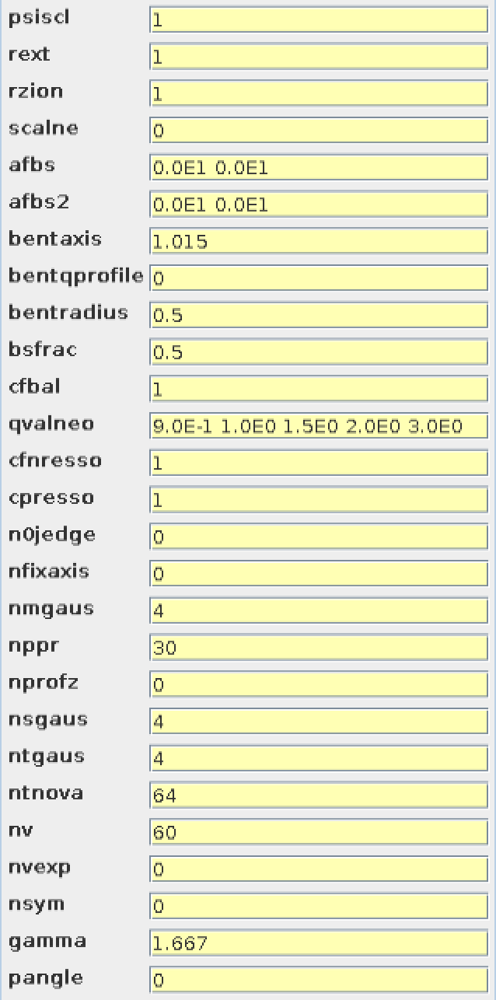 psiscl 1
rext 1
rzion 1
scalne 0
afbs 0.0E1 0.0E1
afbs2 0.0E1 0.0E1
bentaxis 1.015
bentqprofile 0
bentradius 0.5
bsfrac 0.5
cfbal 1
qvalneo 9.0E-1 1.0E0 1.5E0 2.0E0 3.0E0
cfnresso 1
cpresso 1
n0jedge 0
nfixaxis 0
nmgaus 4
nppr 30
nprofz 0
nsgaus 4
ntgaus 4
ntnova 64
nv 60
nvexp 0
nsym 0
gamma 1.667
pangle 0